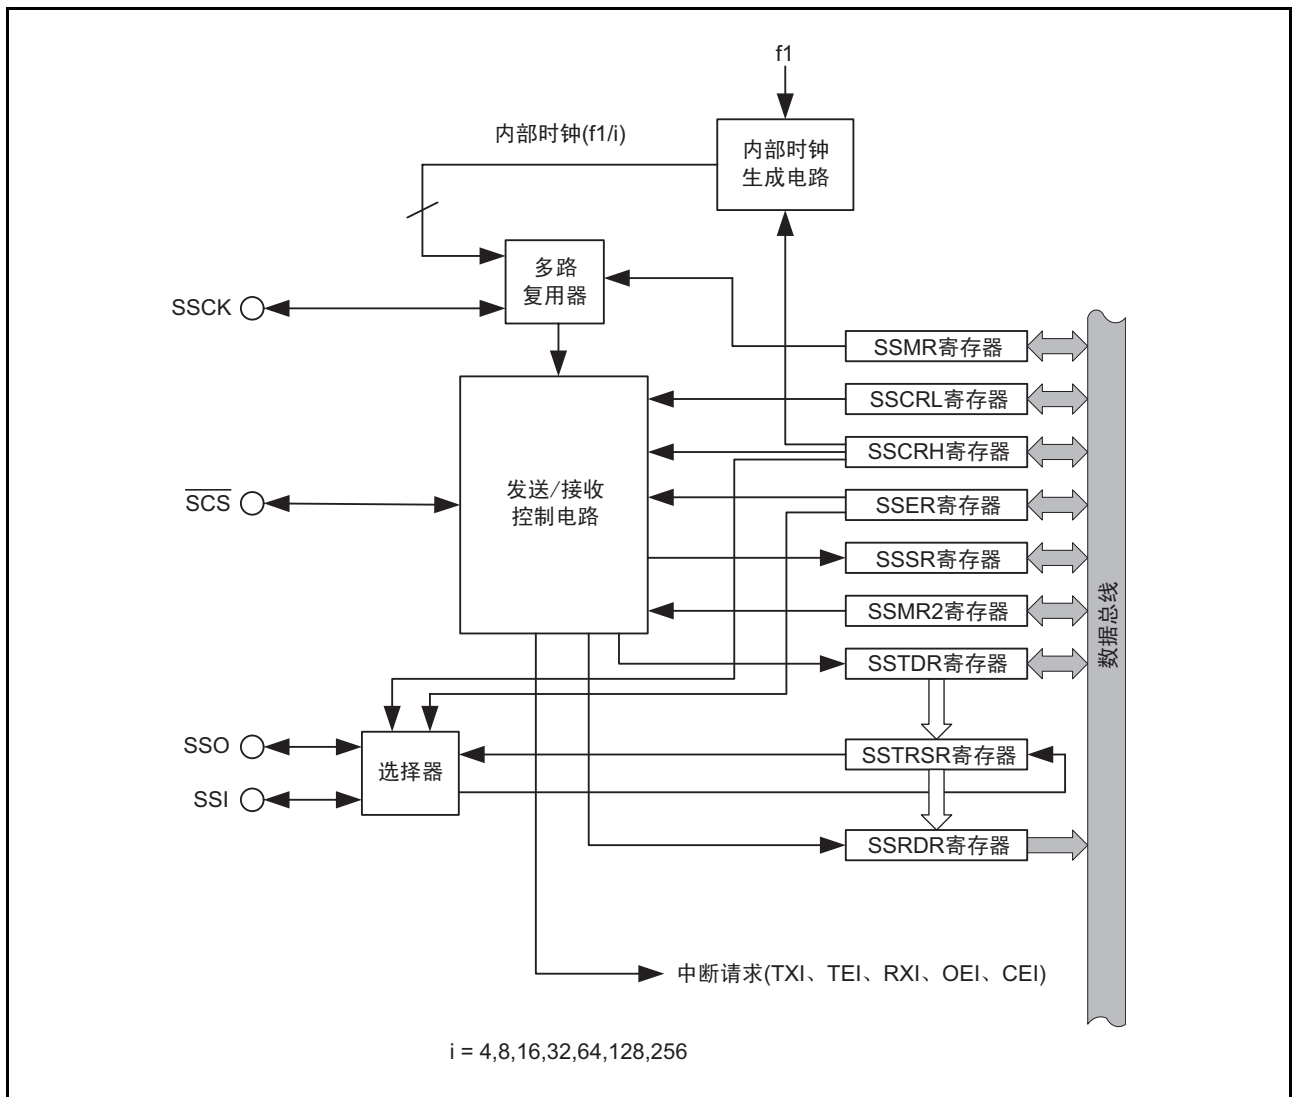 f1
内部时钟(f1/i)
内部时钟
生成电路
多路
复用器
SSCK
SSMR寄存器
SSCRL寄存器
SSCRH寄存器
SCS
发送/接收
控制电路
SSER寄存器
SSSR寄存器
SSMR2寄存器
数据总线
SSTDR寄存器
SSO
选择器
SSTRSR寄存器
SSI
SSRDR寄存器
中断请求(TXI、TEI、RXI、OEI、CEI)
i = 4,8,16,32,64,128,256